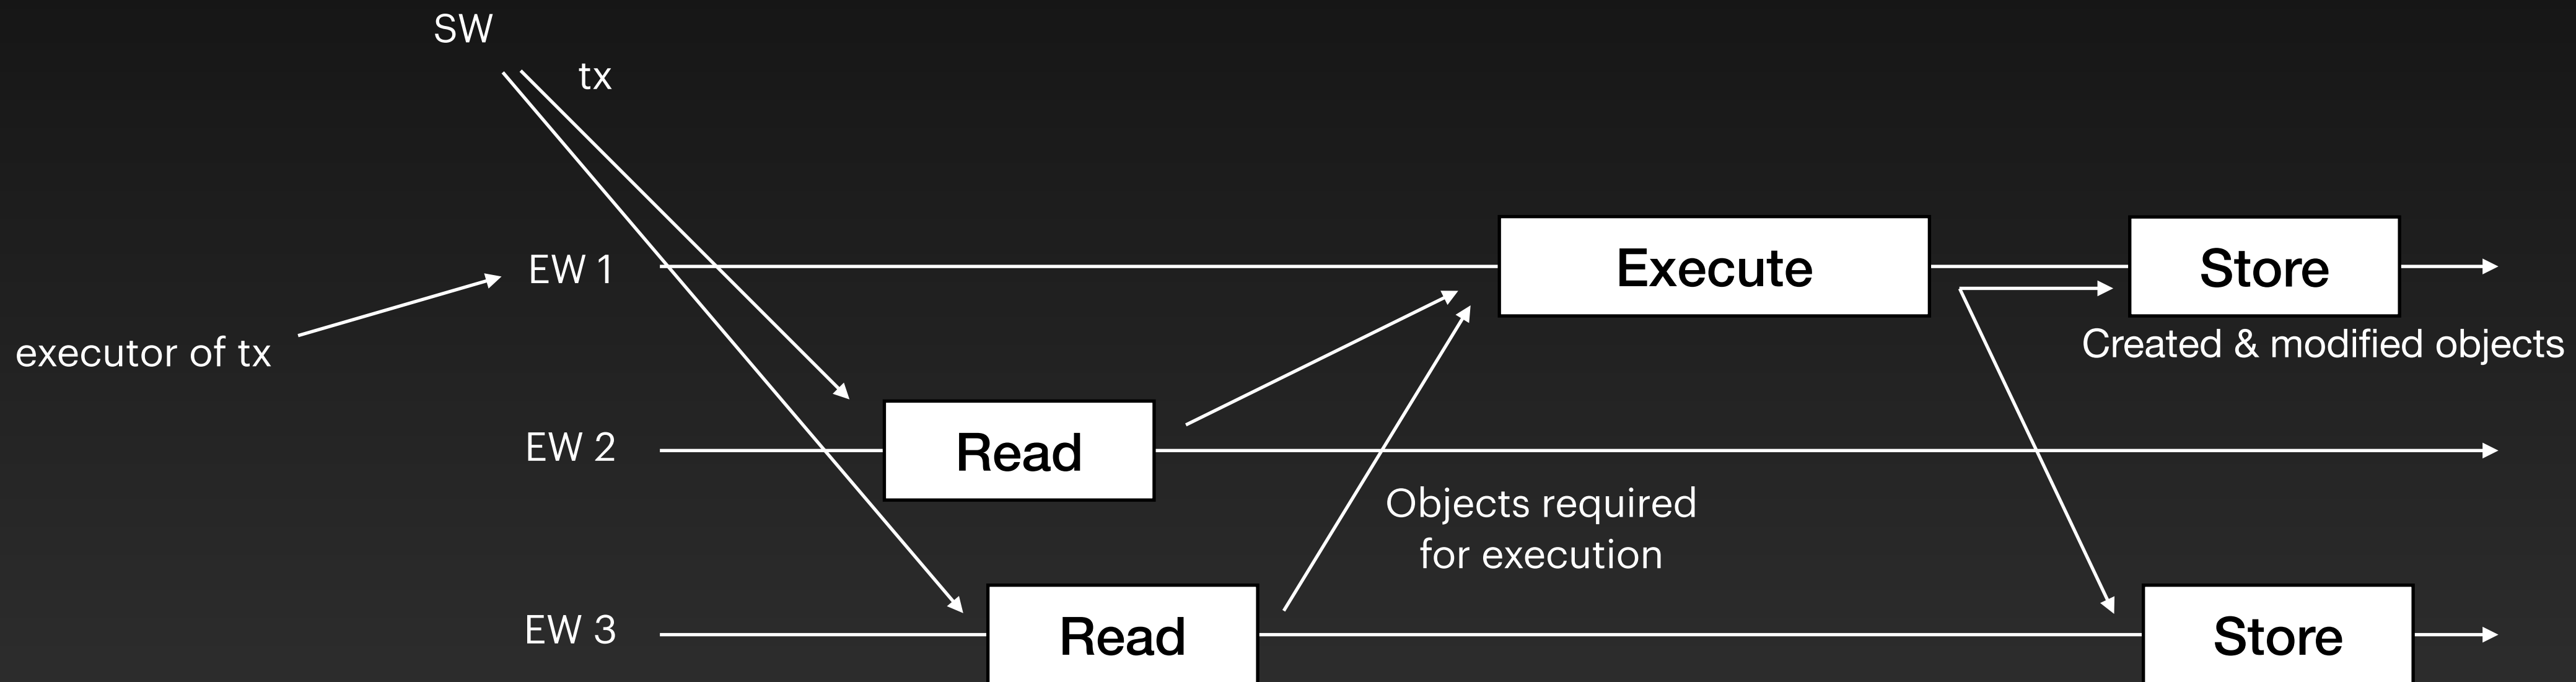 SW
tx
EW 1
Execute
Store
executor of tx
Created & modified objects
EW 2
Read
Objects required
for execution
EW 3
Read
Store